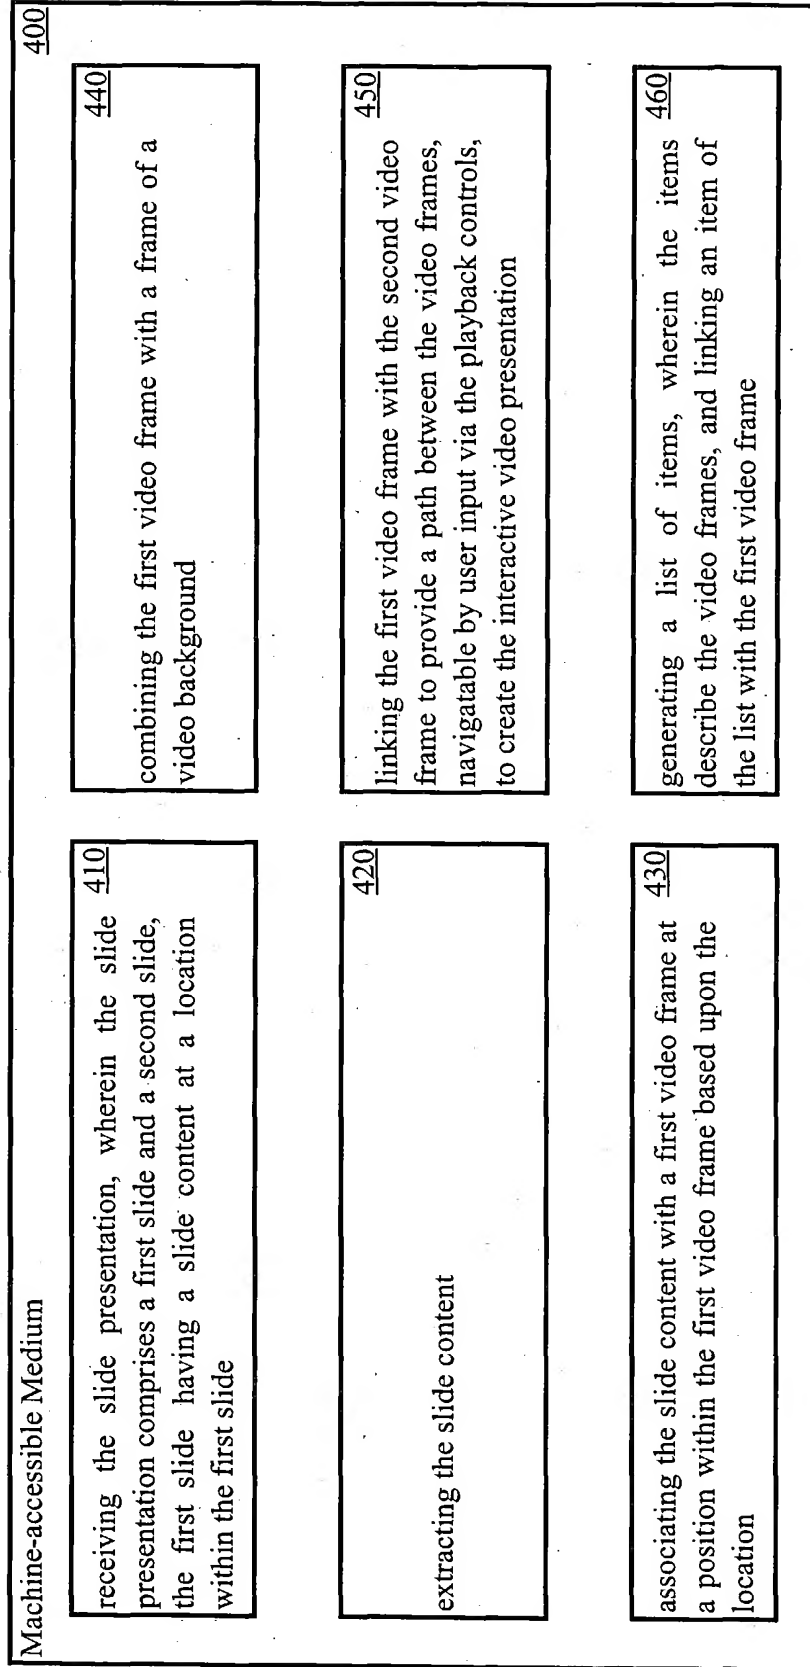 Machine-accessible Medium
400
410
receiving the slide presentation, wherein the slide
presentation comprises a first slide and a second slide,
the first slide having a slide content at a location
within the first slide
420
extracting the slide content
430
associating the slide content with a first video frame at
a position within the first video frame based upon the
location
440
combining the first video frame with a frame of a
video background
450
linking the first video frame with the second video
frame to provide a path between the video frames,
navigatable by user input via the playback controls,
to create the interactive video presentation
460
generating a list of items, wherein the items
describe the video frames, and linking an item of
the list with the first video frame